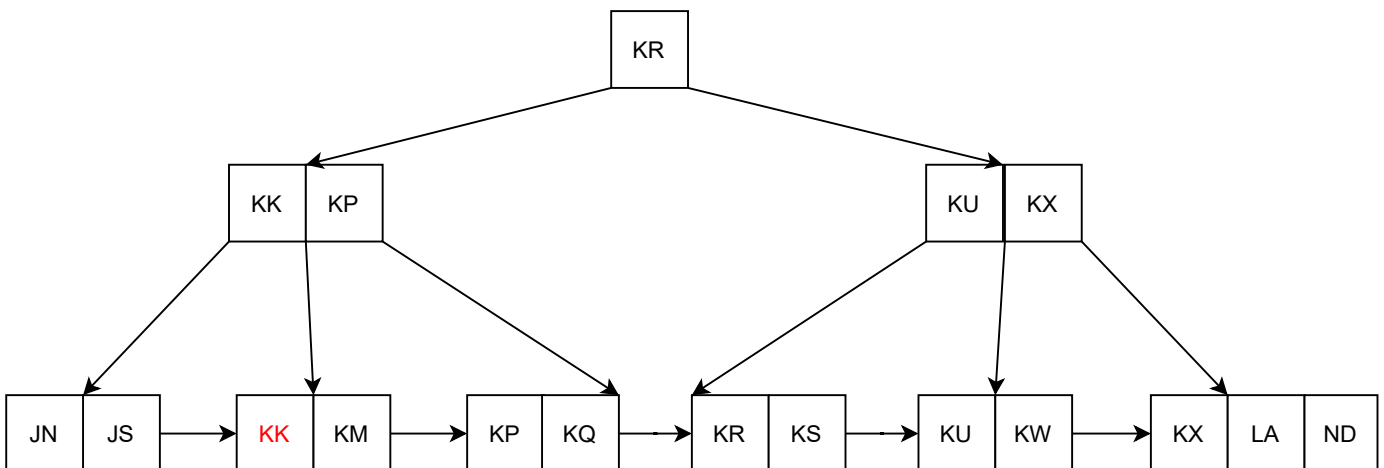 KR
KK KP KU KX
JN JS KK KM KP KQ KR KS KU KW KX LA ND